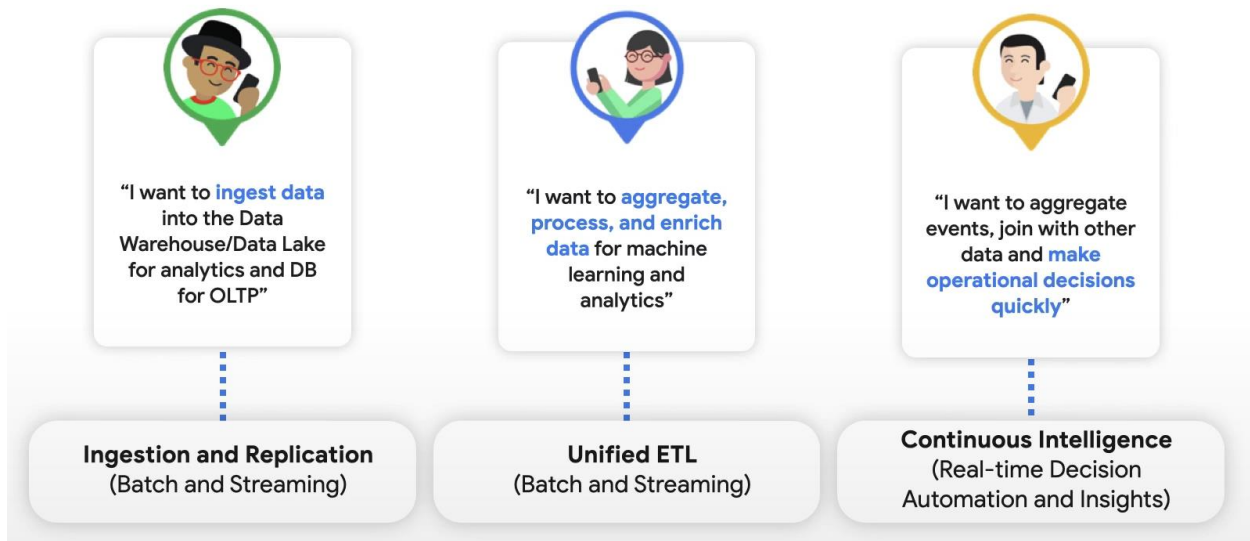 “I want to ingest data
into the Data
Warehouse/Data Lake
for analytics and DB
for OLTP”
Ingestion and Replication
(Batch and Streaming)
“I want to aggregate,
process, and enrich
data for machine
learning and
analytics”
Unified ETL
(Batch and Streaming)
“I want to aggregate
events, join with other
data and make
operational decisions
quickly”
Continuous Intelligence
(Real-time Decision
Automation and Insights)